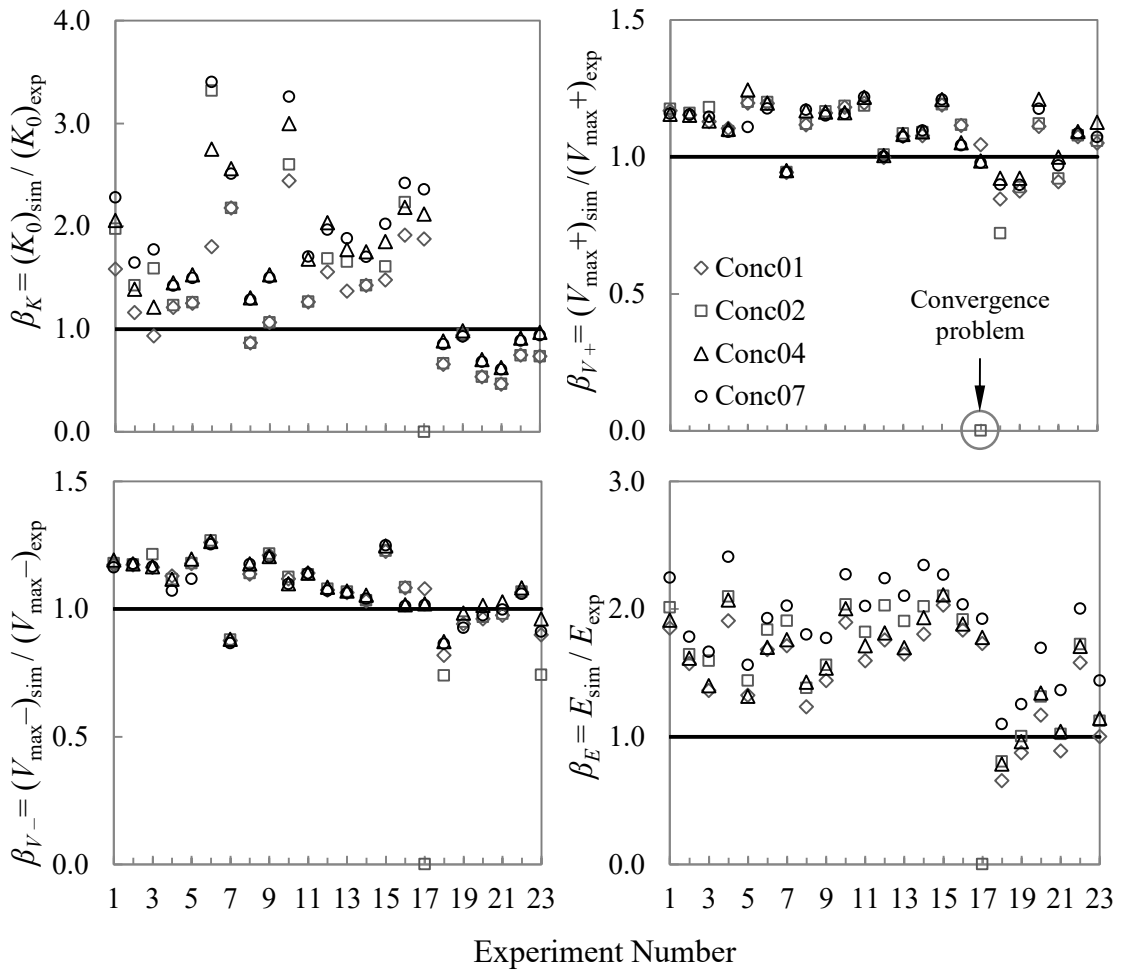 4.0
3.0
2.0
1.0
0.0
β_K = (K_0)_sim / (K_0)_exp
1.5
1.0
0.5
0.0
β_V+ = (V_max+)_sim /(V_max+)_exp
Conc01
Conc02
Conc04
Conc07
Convergence
problem
1.5
1.0
0.5
0.0
β_V− = (V_max−)_sim / (V_max−)_exp
1 3 5 7 9 11 13 15 17 19 21 23
3.0
2.0
1.0
0.0
β_E = E_sim / E_exp
1 3 5 7 9 11 13 15 17 19 21 23
Experiment Number